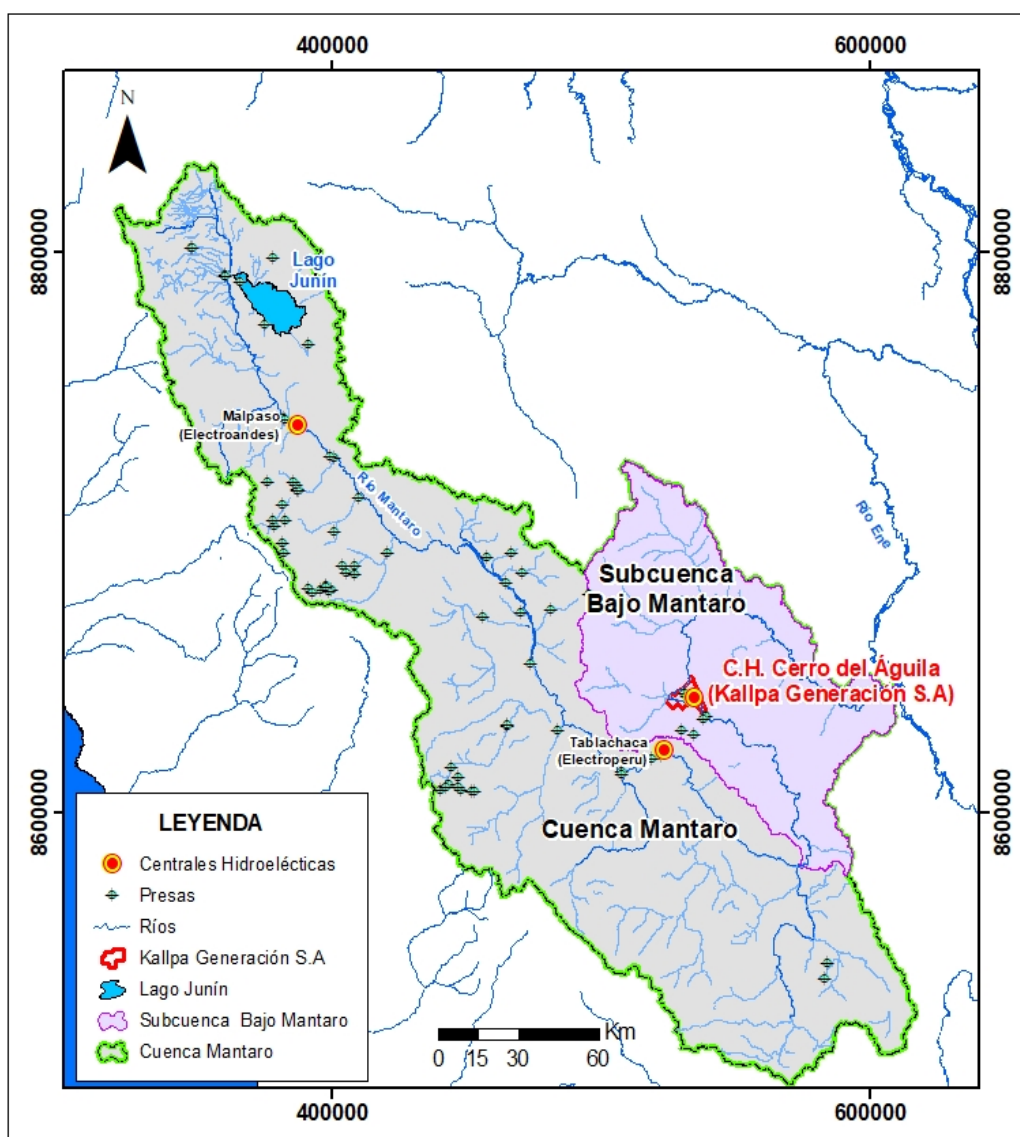 400000
600000
N
8800000
8800000
Lago
Junín
Malpaso
(Electroandes)
Río Mantaro
Río Ene
Subcuenca
Bajo Mantaro
C.H. Cerro del Águila
(Kallpa Generación S.A)
Tablachaca
(Electroperu)
Cuenca Mantaro
8600000
8600000
LEYENDA
Centrales Hidroelécticas
Presas
Ríos
Kallpa Generación S.A
Lago Junín
Subcuenca Bajo Mantaro
Cuenca Mantaro
Km
0 15 30 60
400000
600000